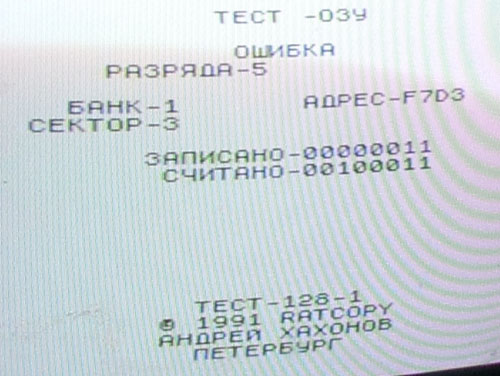 ТЕСТ -ОЗУ
ОШИБКА
РАЗРЯДА-5
БАНК-1 АДРЕС-F7D3
СЕКТОР-3
ЗАПИСАНО-00000011
СЧИТАНО-00100011
ТЕСТ-128-1
© 1991 RATCOPY
АНДРЕЙ ХАХОНОВ
ПЕТЕРБУРГ